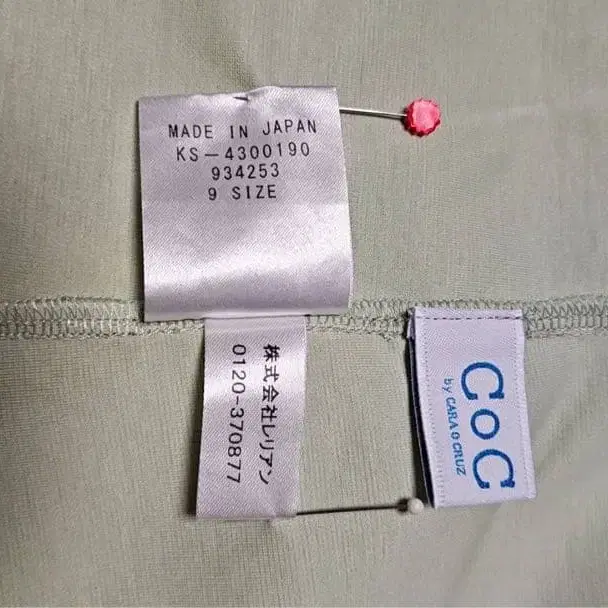 MADE IN JAPAN
KS-4300190
934253
9 SIZE
株式会社レリアン
0120-370877
CoC
by CARA O CRUZ